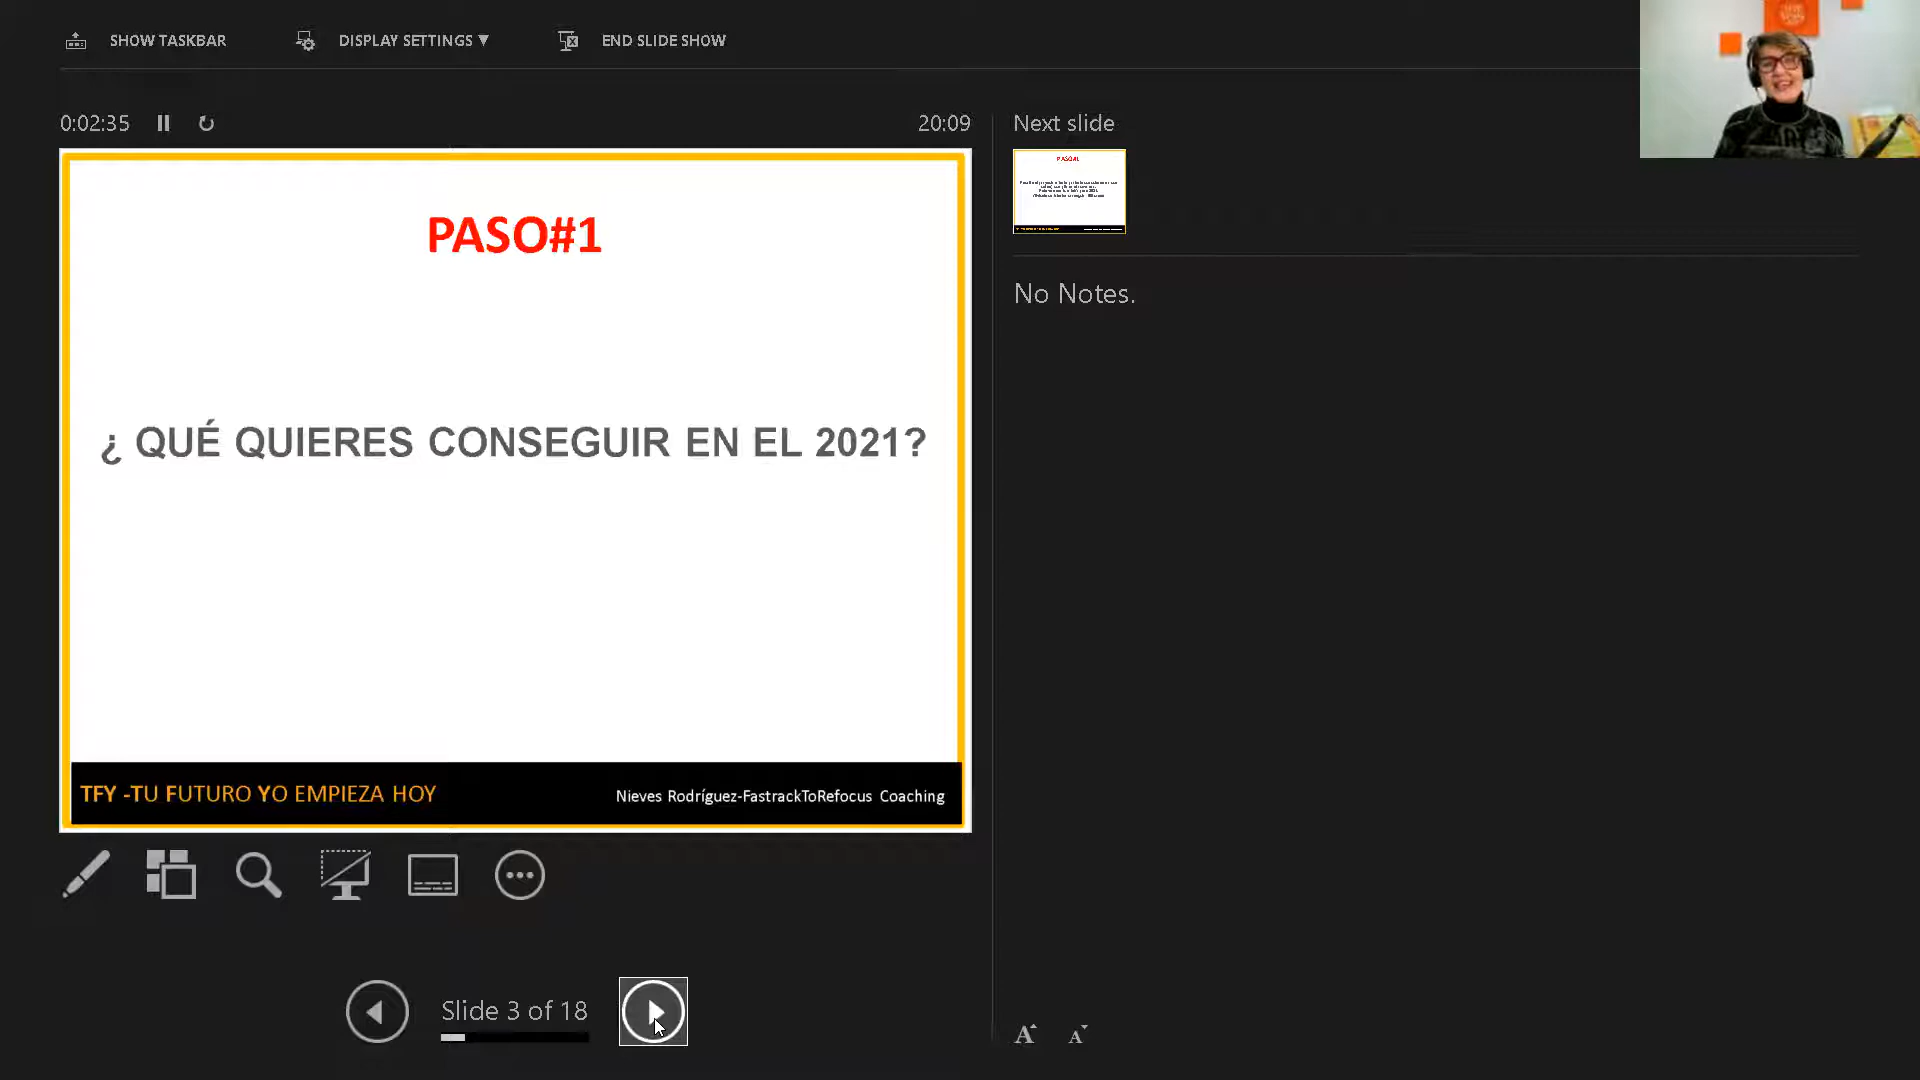 SHOW TASKBAR
DISPLAY SETTINGS ▼
END SLIDE SHOW
0:02:35
20:09
Next slide
PASO#1
PASO#1
¿ QUÉ QUIERES CONSEGUIR EN EL 2021?
No Notes.
TFY -TU FUTURO YO EMPIEZA HOY
Nieves Rodríguez-FastrackToRefocus Coaching
Slide 3 of 18
A A